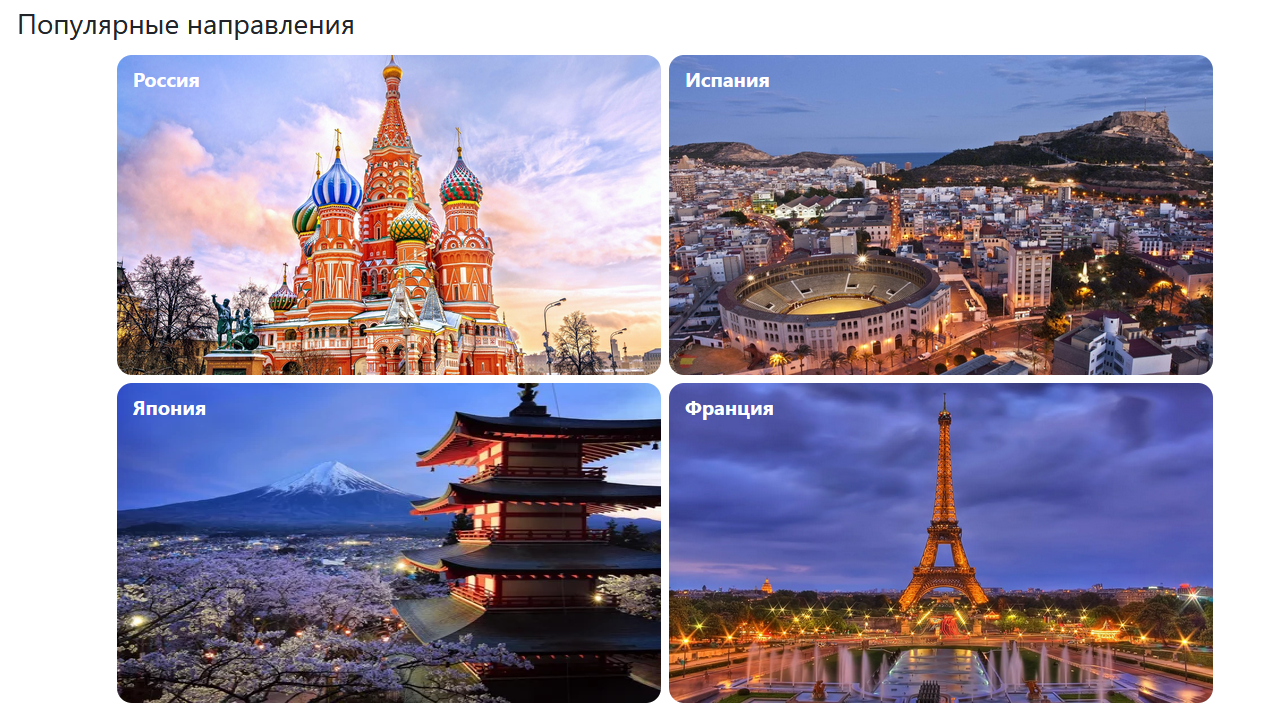 Популярные направления
Россия
Испания
Япония
Франция